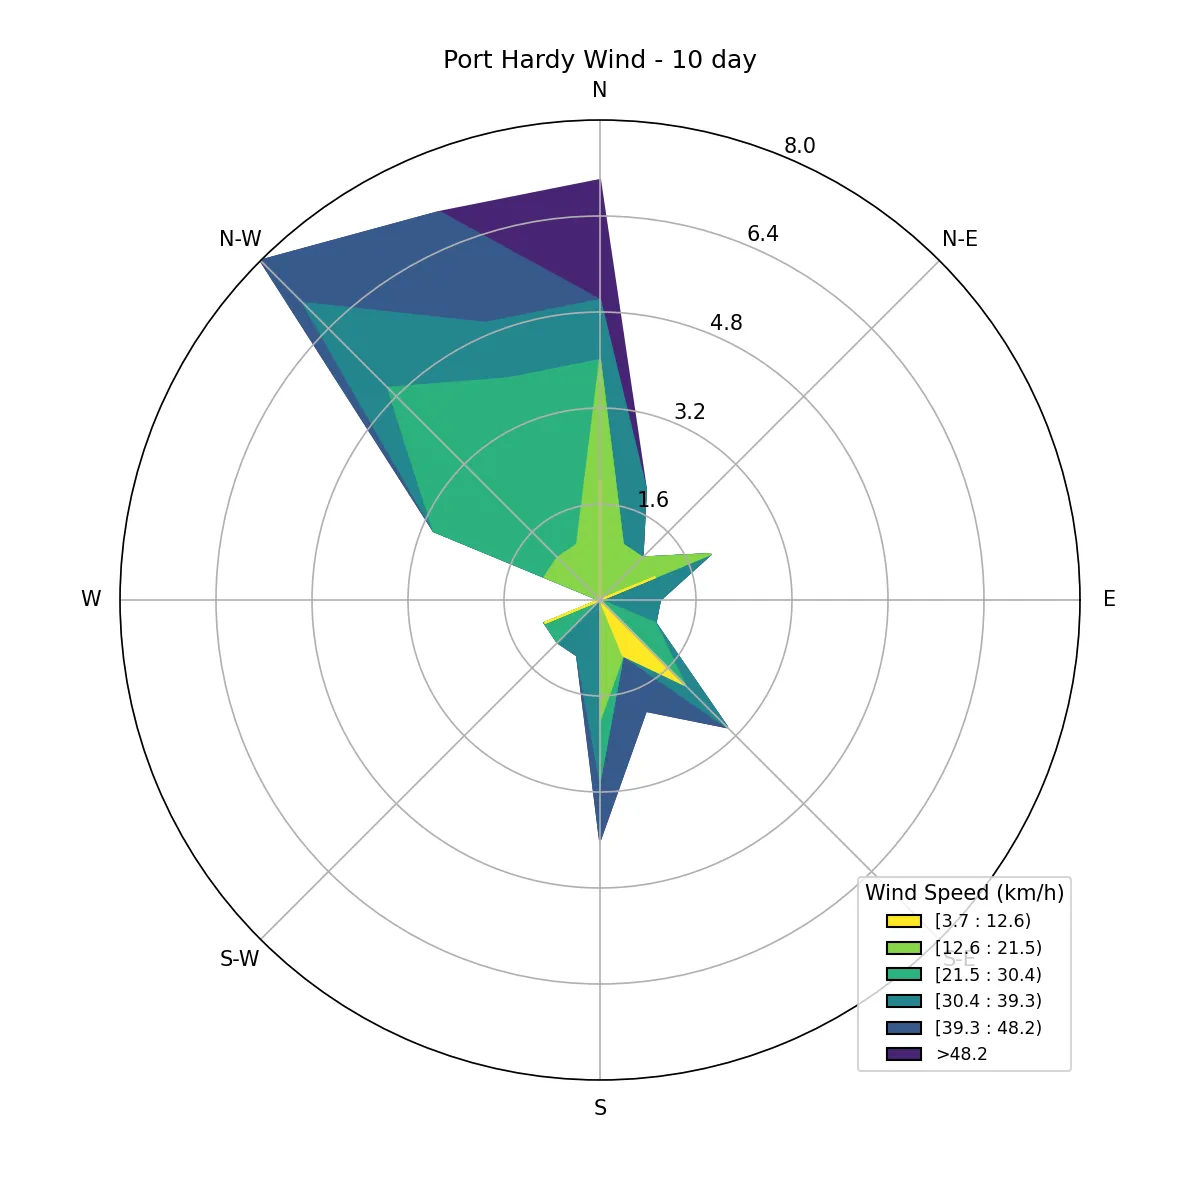 Port Hardy Wind - 10 day
N
8.0
N-W
6.4
N-E
4.8
3.2
1.6
W
E
Wind Speed (km/h)
[3.7 : 12.6)
[12.6 : 21.5)
[21.5 : 30.4)
[30.4 : 39.3)
[39.3 : 48.2)
>48.2
S-W
S-E
S